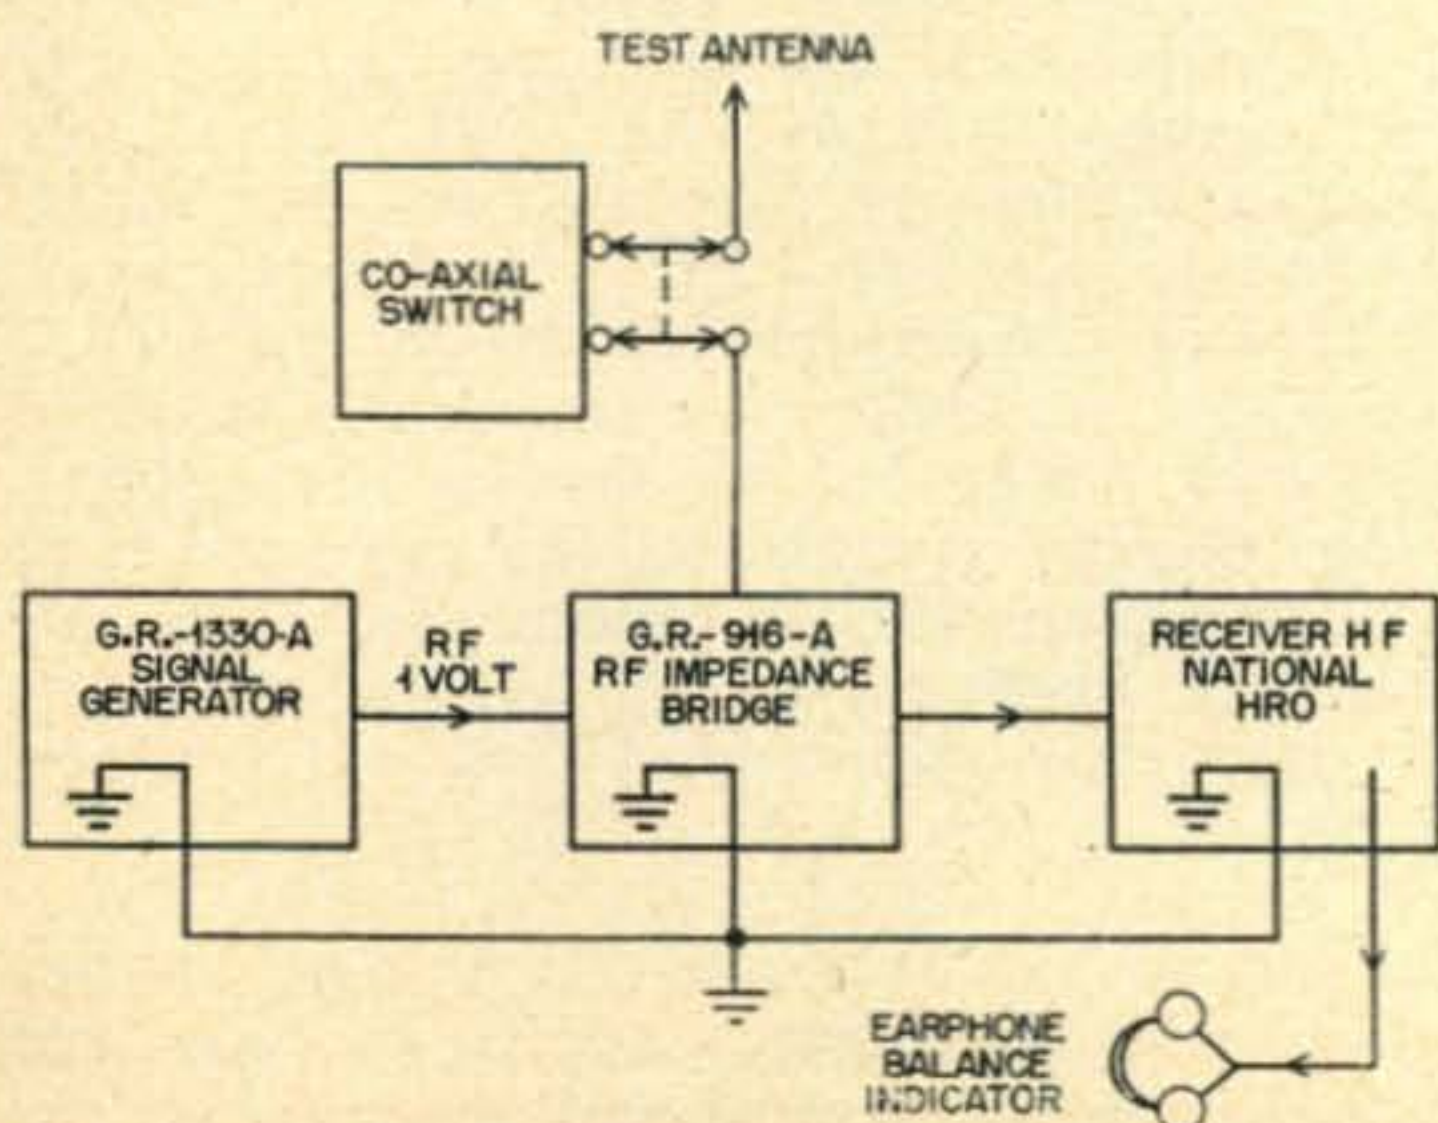 TEST ANTENNA
CO-AXIAL
SWITCH
G.R.-1330-A
SIGNAL
GENERATOR
RF
1 VOLT
G.R.-916-A
RF IMPEDANCE
BRIDGE
RECEIVER HF
NATIONAL
HRO
EARPHONE
BALANCE
INDICATOR